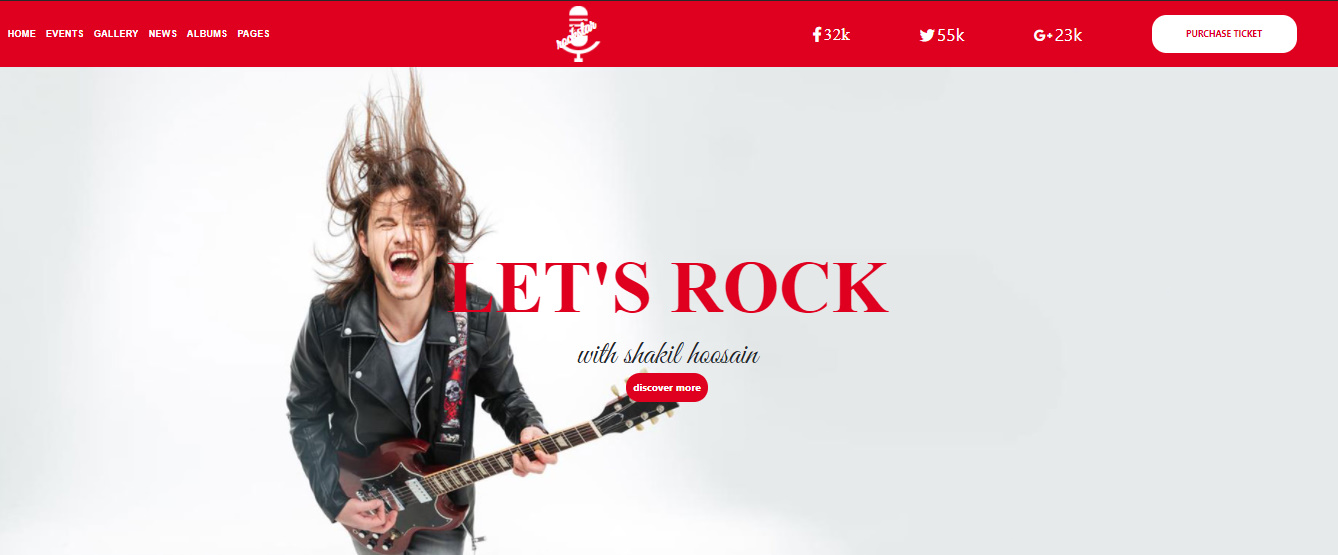 HOME EVENTS GALLERY NEWS ALBUMS PAGES 32k 55k G+ 23k PURCHASE TICKET
LET'S ROCK
with shakil hoosain
discover more